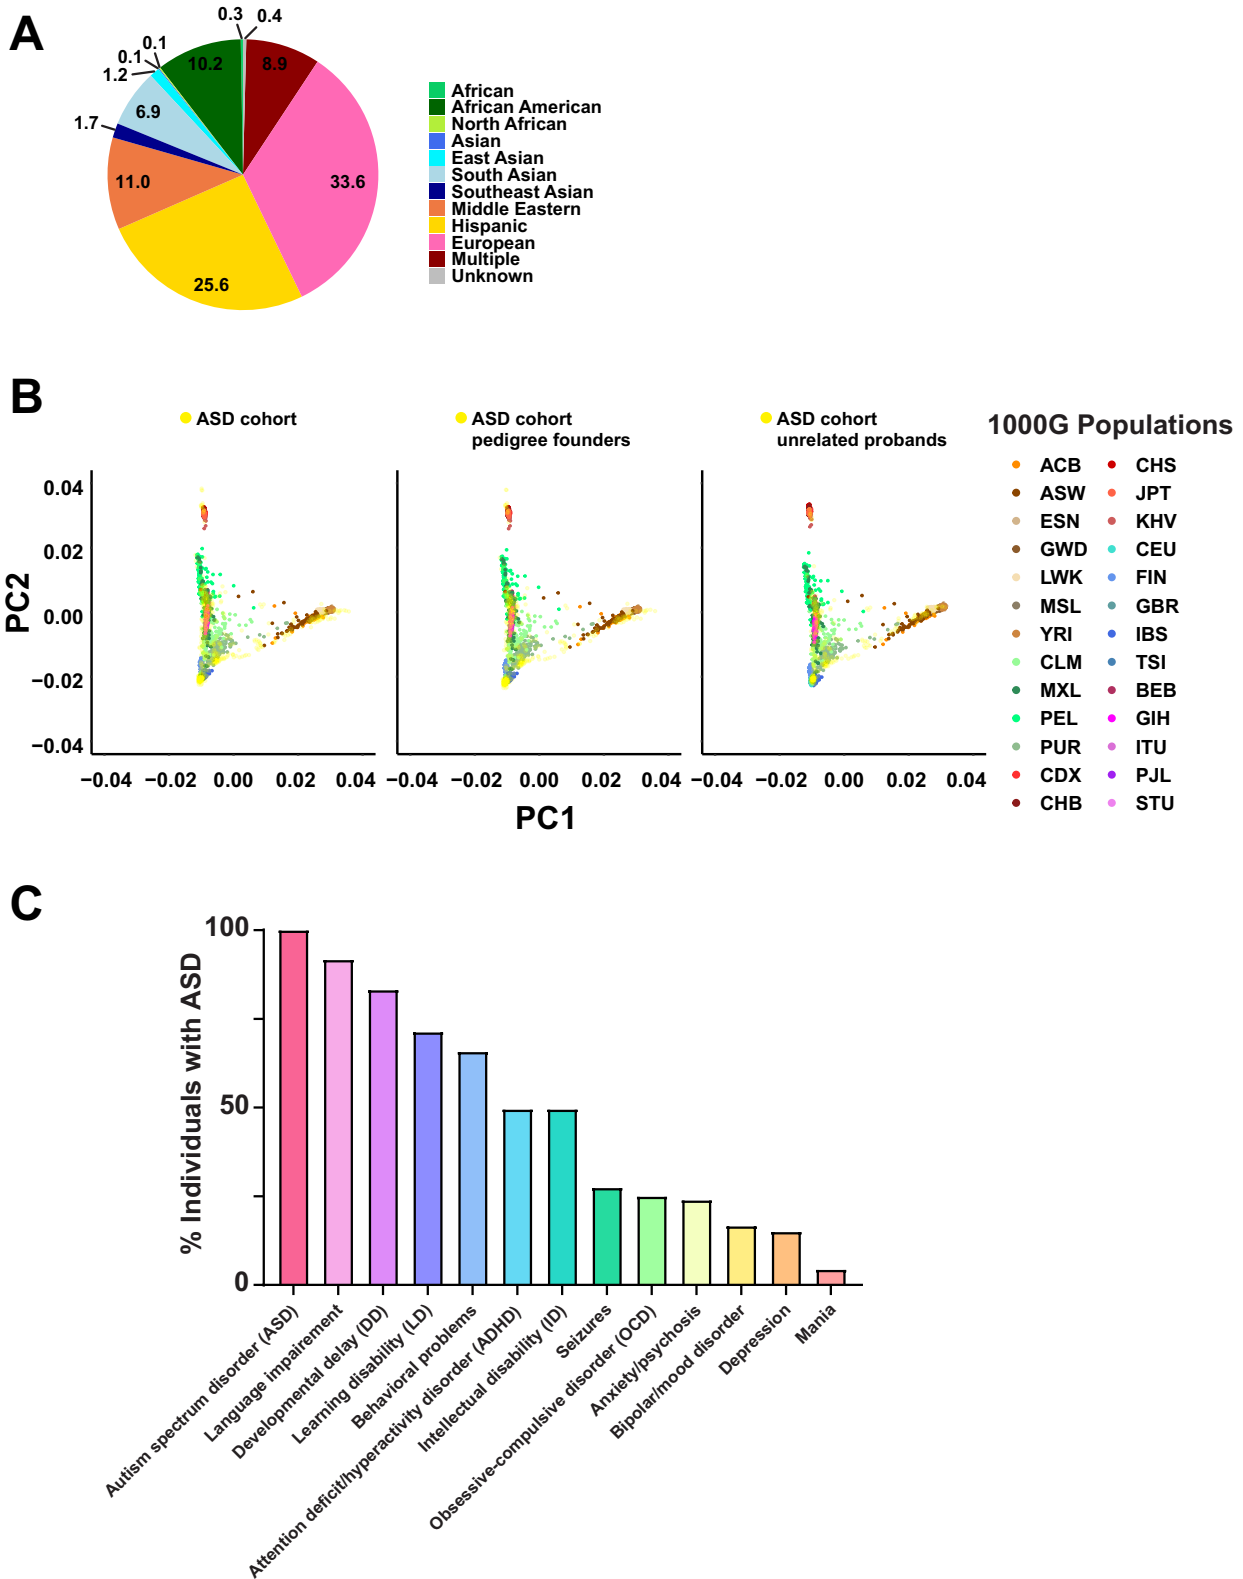 A
0.3
0.4
0.1
0.1
1.2
10.2
8.9
6.9
1.7
11.0
33.6
25.6
African
African American
North African
Asian
East Asian
South Asian
Southeast Asian
Middle Eastern
Hispanic
European
Multiple
Unknown
B
ASD cohort
ASD cohort
pedigree founders
ASD cohort
unrelated probands
PC2
0.04
0.02
0.00
−0.02
−0.04
−0.04 −0.02 0.00 0.02 0.04
−0.04 −0.02 0.00 0.02 0.04
−0.04 −0.02 0.00 0.02 0.04
PC1
1000G Populations
ACB CHS
ASW JPT
ESN KHV
GWD CEU
LWK FIN
MSL GBR
YRI IBS
CLM TSI
MXL BEB
PEL GIH
PUR ITU
CDX PJL
CHB STU
C
% Individuals with ASD
100
50
0
Autism spectrum disorder (ASD)
Language impairement
Developmental delay (DD)
Learning disability (LD)
Behavioral problems
Attention deficit/hyperactivity disorder (ADHD)
Intellectual disability (ID)
Seizures
Obsessive-compulsive disorder (OCD)
Anxiety/psychosis
Bipolar/mood disorder
Depression
Mania